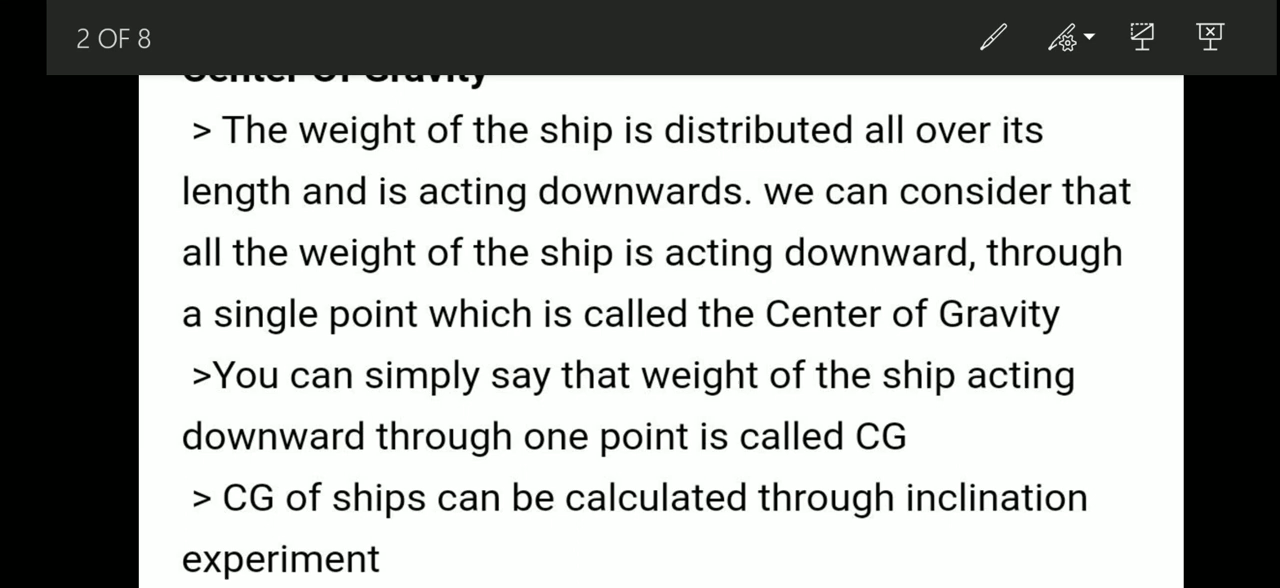 2 OF 8
Center Of Gravity
> The weight of the ship is distributed all over its
length and is acting downwards. we can consider that
all the weight of the ship is acting downward, through
a single point which is called the Center of Gravity
>You can simply say that weight of the ship acting
downward through one point is called CG
> CG of ships can be calculated through inclination
experiment